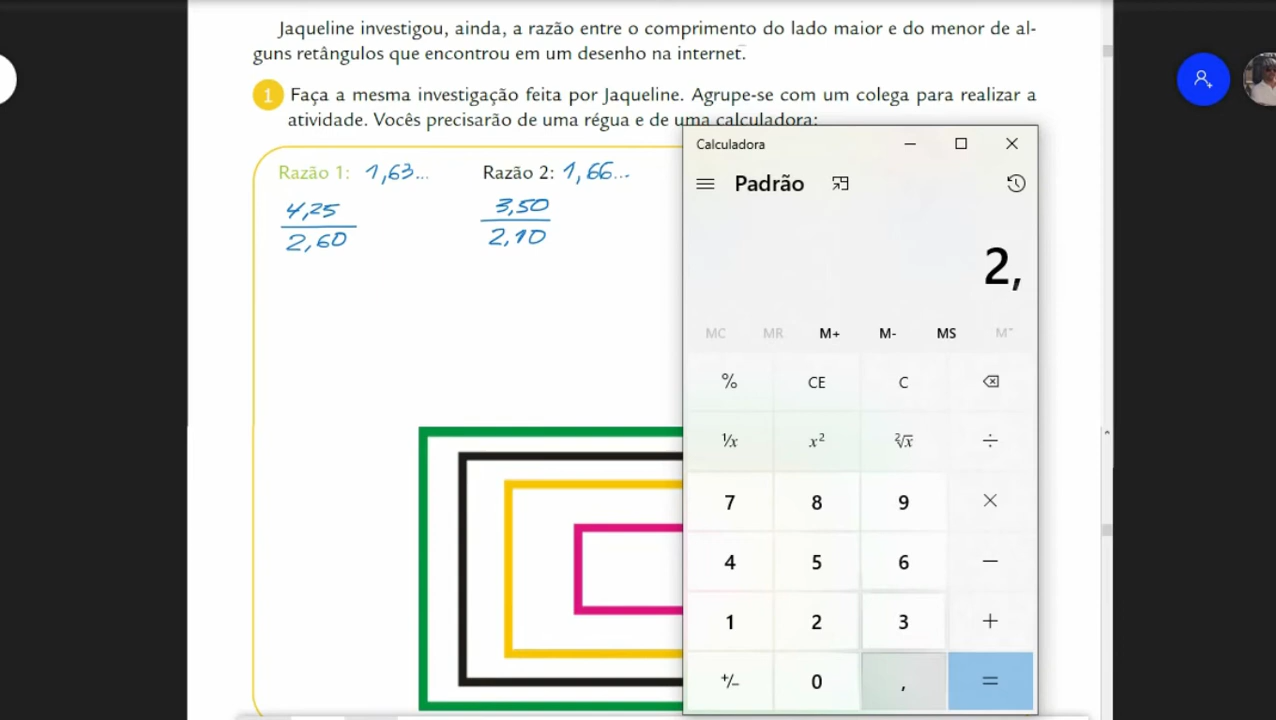 Jaqueline investigou, ainda, a razão entre o comprimento do lado maior e do menor de al-
guns retângulos que encontrou em um desenho na internet.
1 Faça a mesma investigação feita por Jaqueline. Agrupe-se com um colega para realizar a
atividade. Vocês precisarão de uma régua e de uma calculadora:
Razão 1: 1,63... Razão 2: 1,66...
4,25 3,50
2,60 2,10
Calculadora
Padrão
2,
MC MR M+ M- MS M˅
% CE C
1/x x² ²√x ÷
7 8 9 ×
4 5 6 −
1 2 3 +
+/− 0 , =